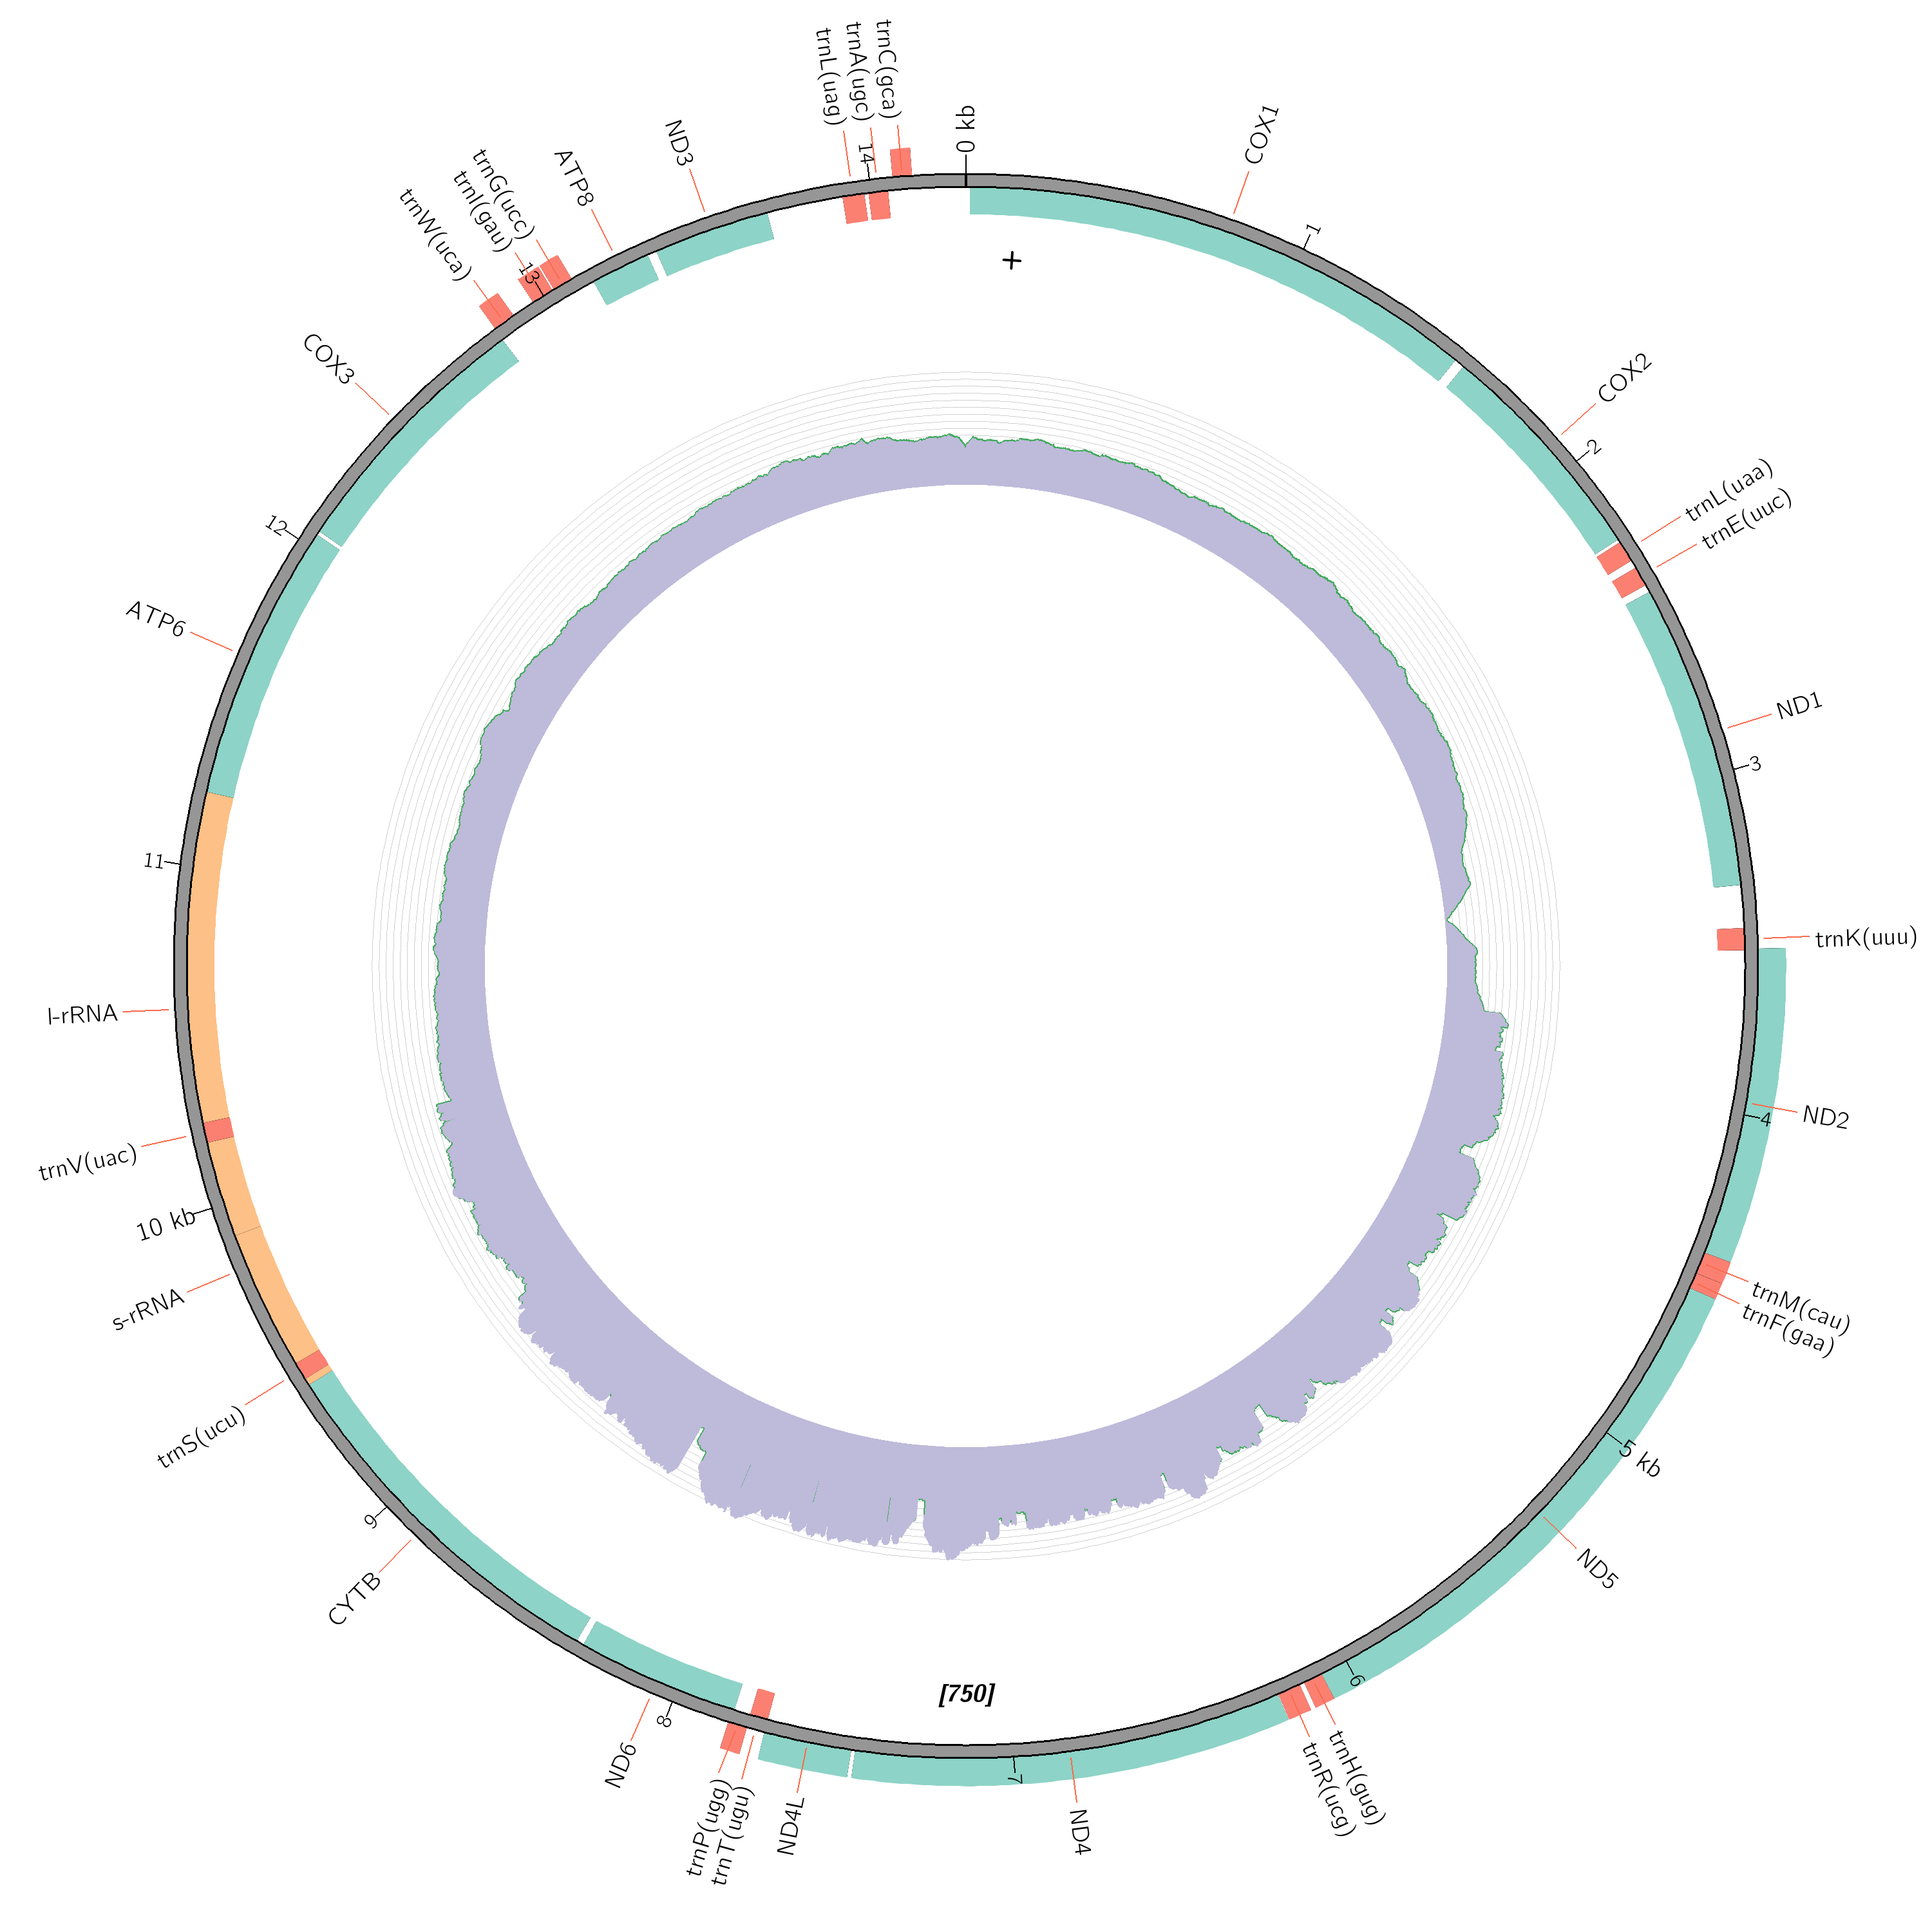 0 kb
COX1
1
COX2
2
trnL(uaa)
trnE(uuc)
ND1
3
trnK(uuu)
ND2
4
trnM(cau)
trnF(gaa)
5 kb
ND5
6
trnH(gug)
trnR(ucg)
ND4
7
ND4L
trnT(ugu)
trnP(ugg)
8
ND6
CYTB
9
trnS(ucu)
s-rRNA
10 kb
trnV(uac)
l-rRNA
11
ATP6
12
COX3
trnW(uca)
trnI(gau)
13
trnG(ucc)
ATP8
ND3
trnL(uag)
14
trnA(ugc)
trnC(gca)
+
[750]